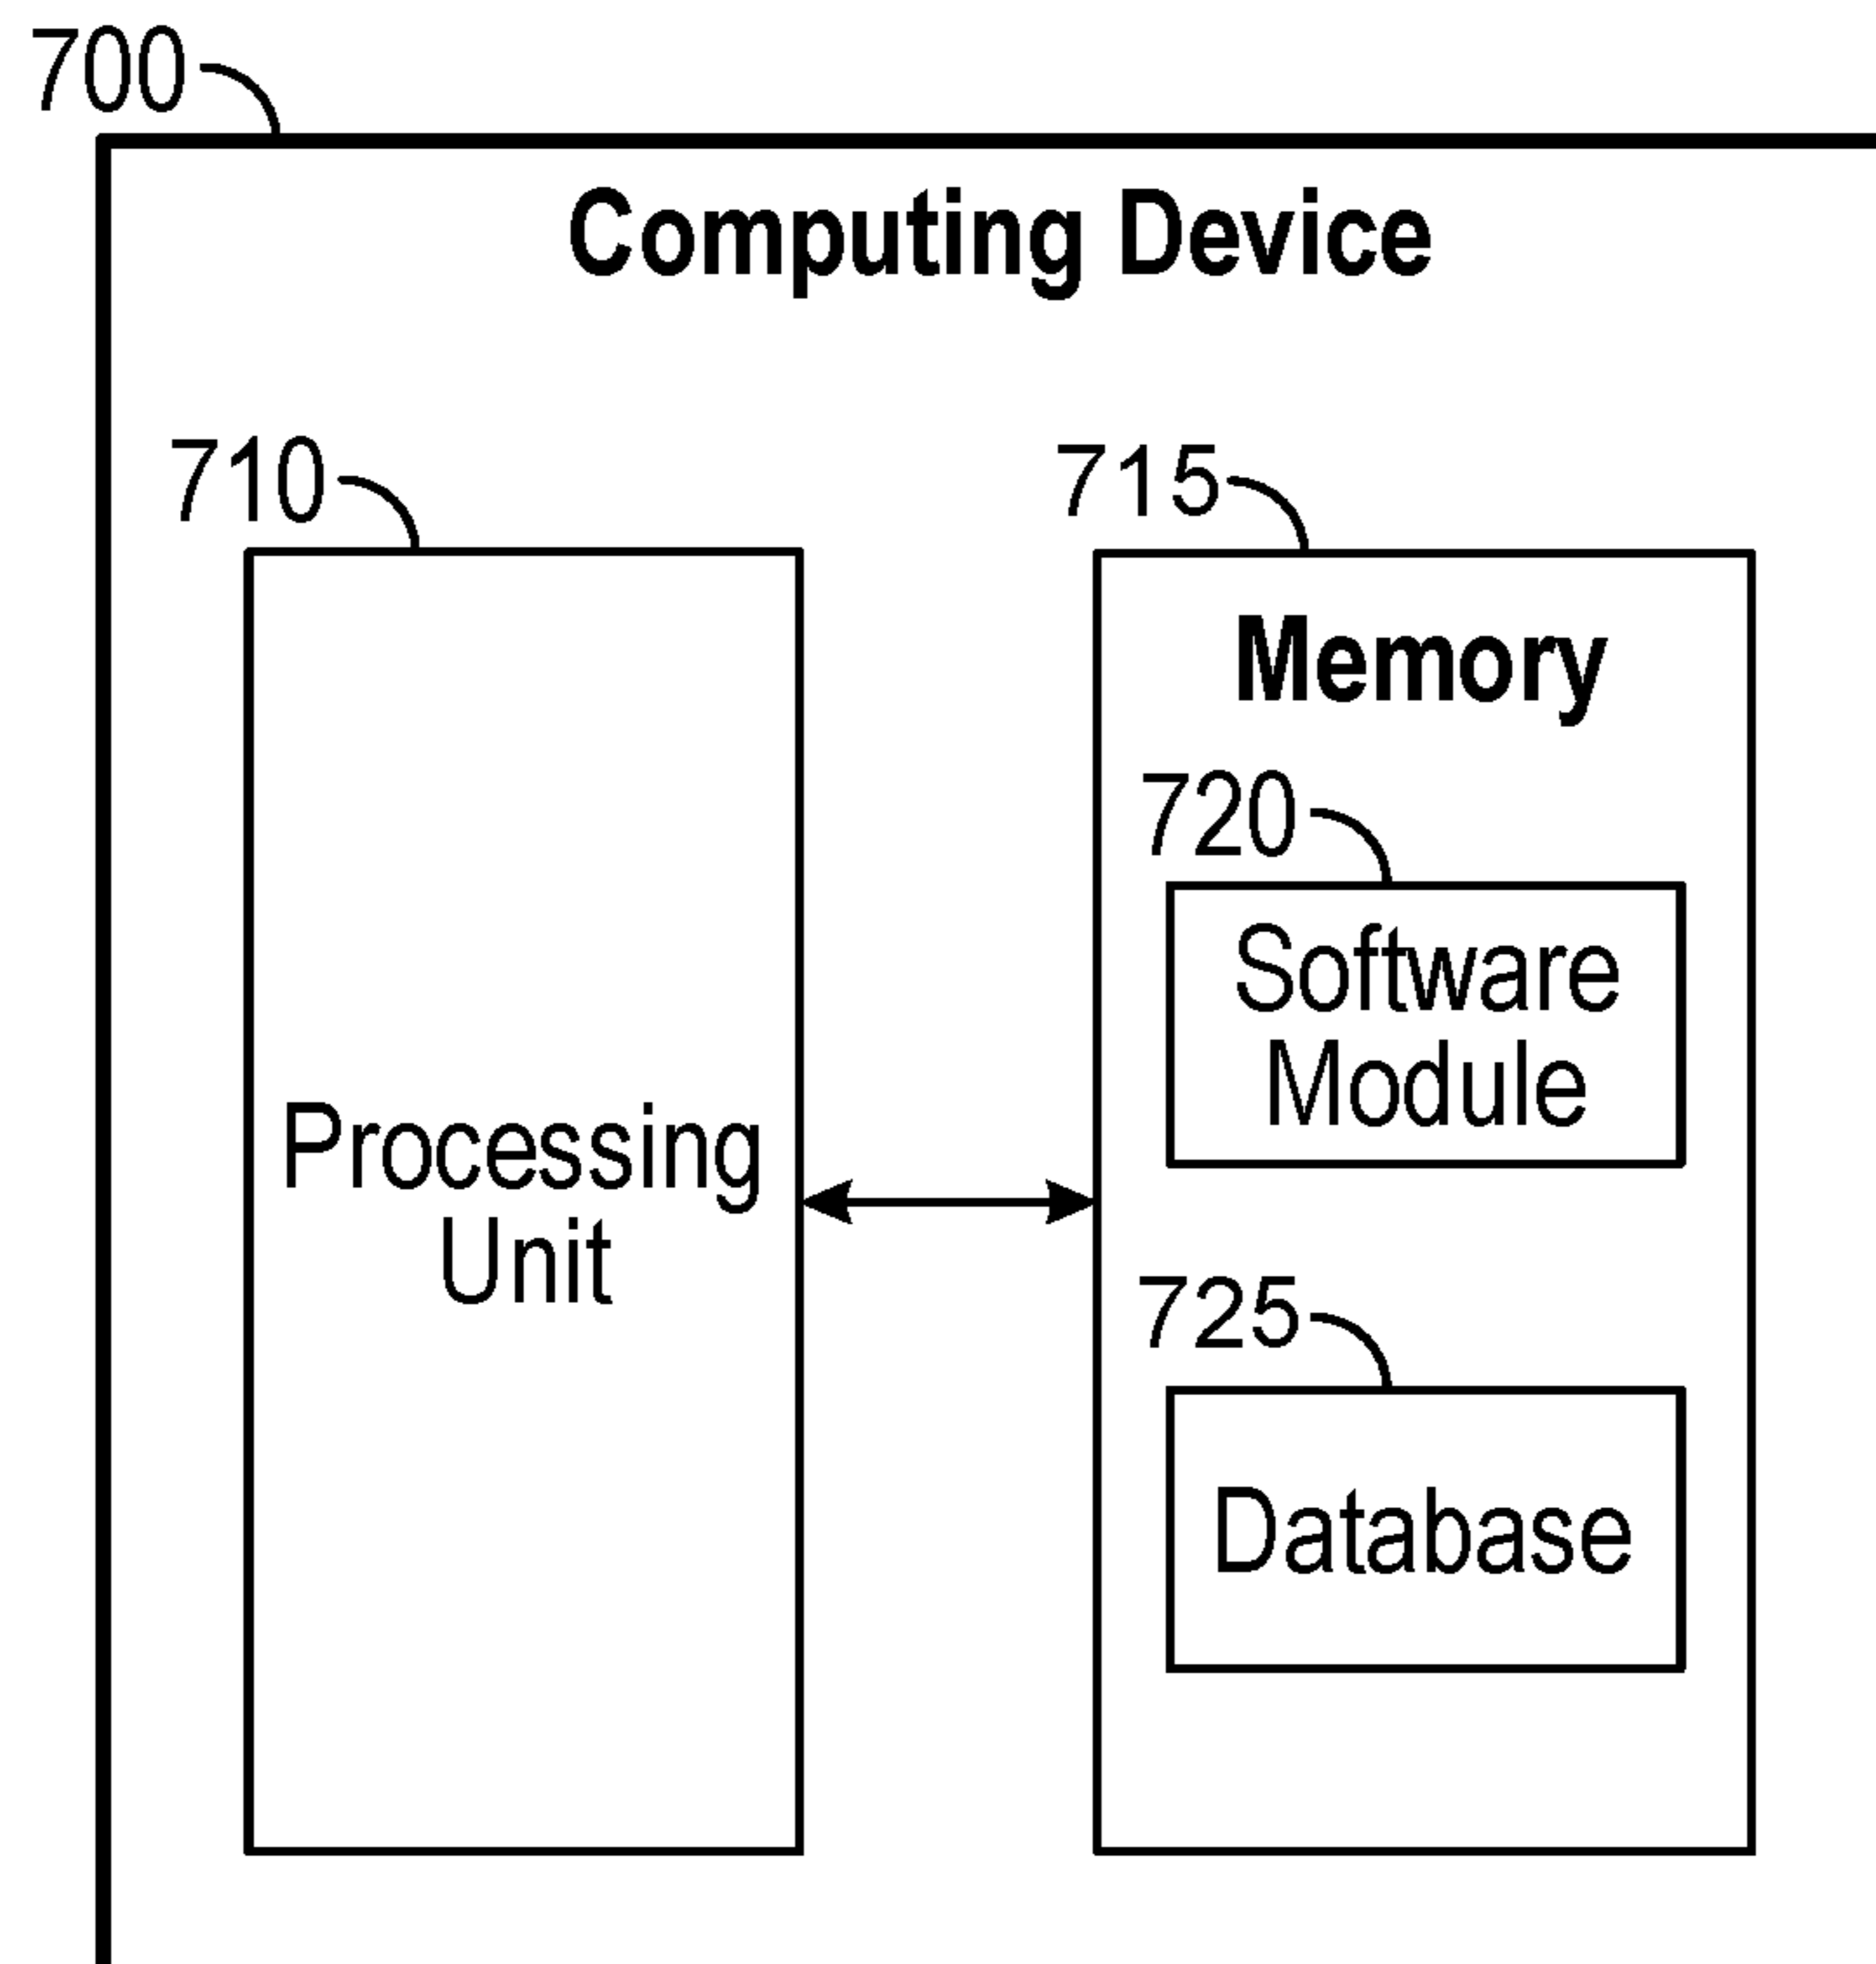 700
Computing Device
710
Processing
Unit
715
Memory
720
Software
Module
725
Database